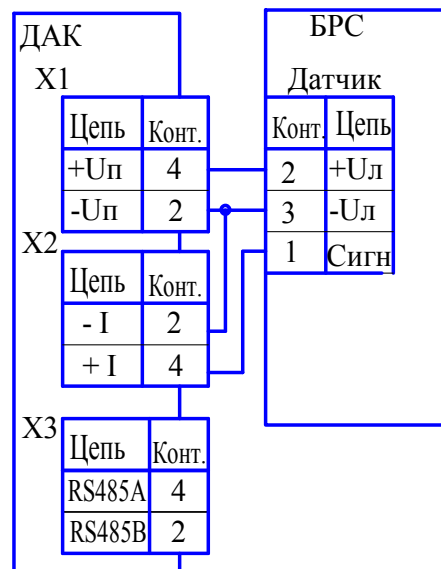 ДАК
БРС
X1
Датчик
Цепь Конт.
Конт. Цепь
+Uп 4
2 +Uл
-Uп 2
3 -Uл
X2
1 Сигн
Цепь Конт.
- I 2
+ I 4
X3
Цепь Конт.
RS485A 4
RS485B 2